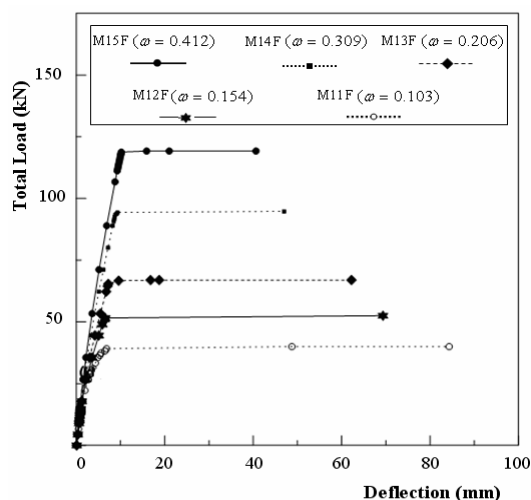 M15F (ω = 0.412) M14F (ω = 0.309) M13F (ω = 0.206)
M12F (ω = 0.154) M11F (ω = 0.103)
Total Load (kN)
150
100
50
0
0 20 40 60 80 100
Deflection (mm)